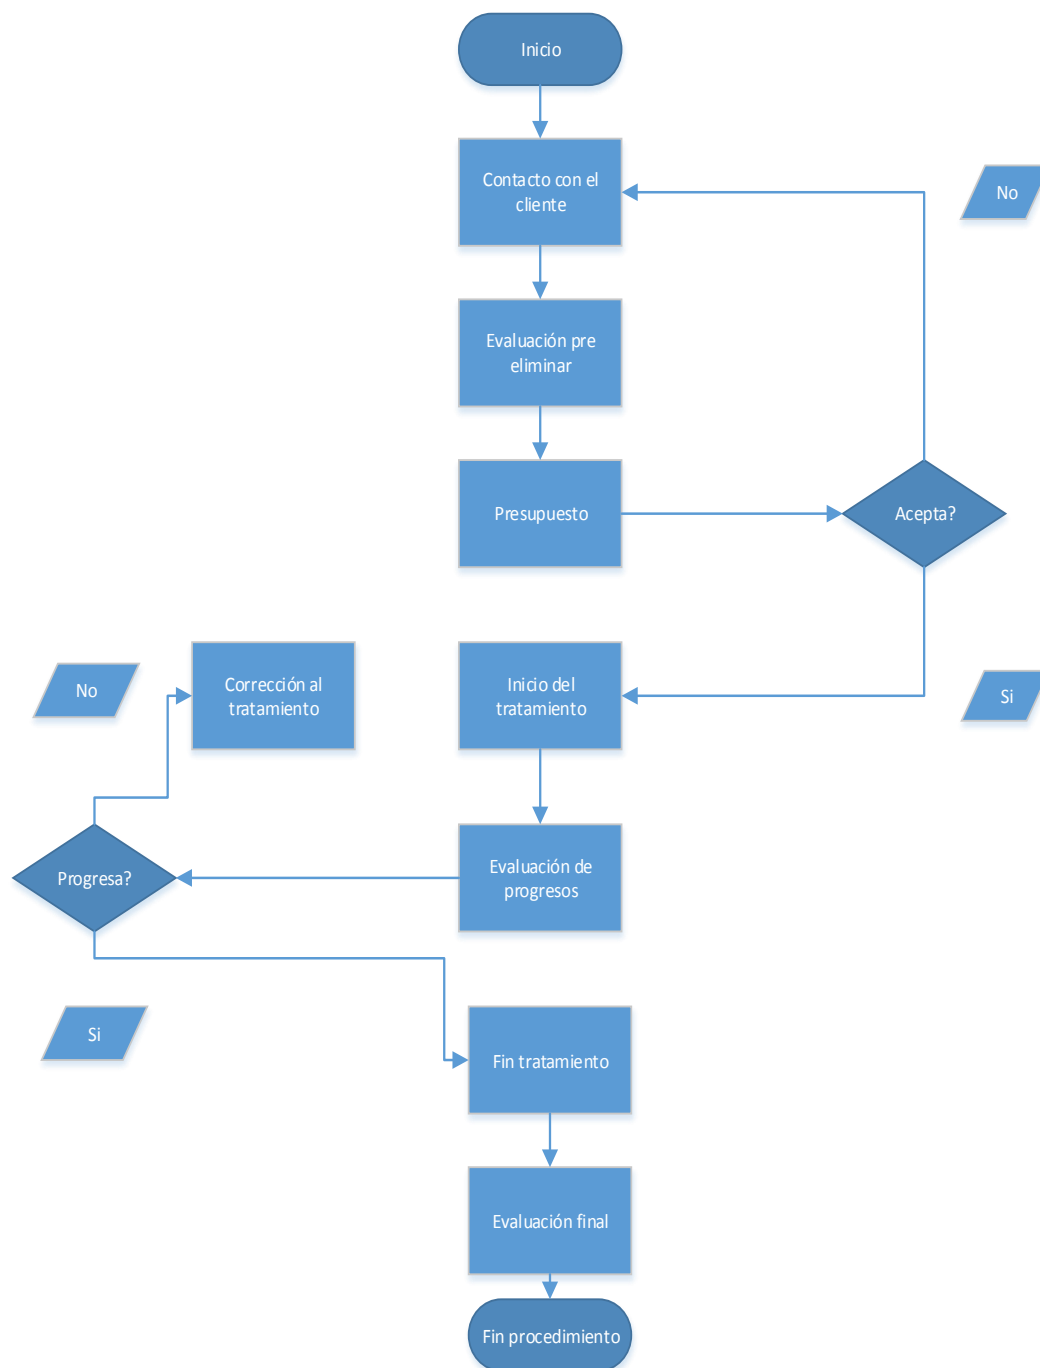 Inicio
Contacto con el
cliente
No
Evaluación pre
eliminar
Presupuesto
Acepta?
No
Corrección al
tratamiento
Inicio del
tratamiento
Si
Progresa?
Evaluación de
progresos
Si
Fin tratamiento
Evaluación final
Fin procedimiento